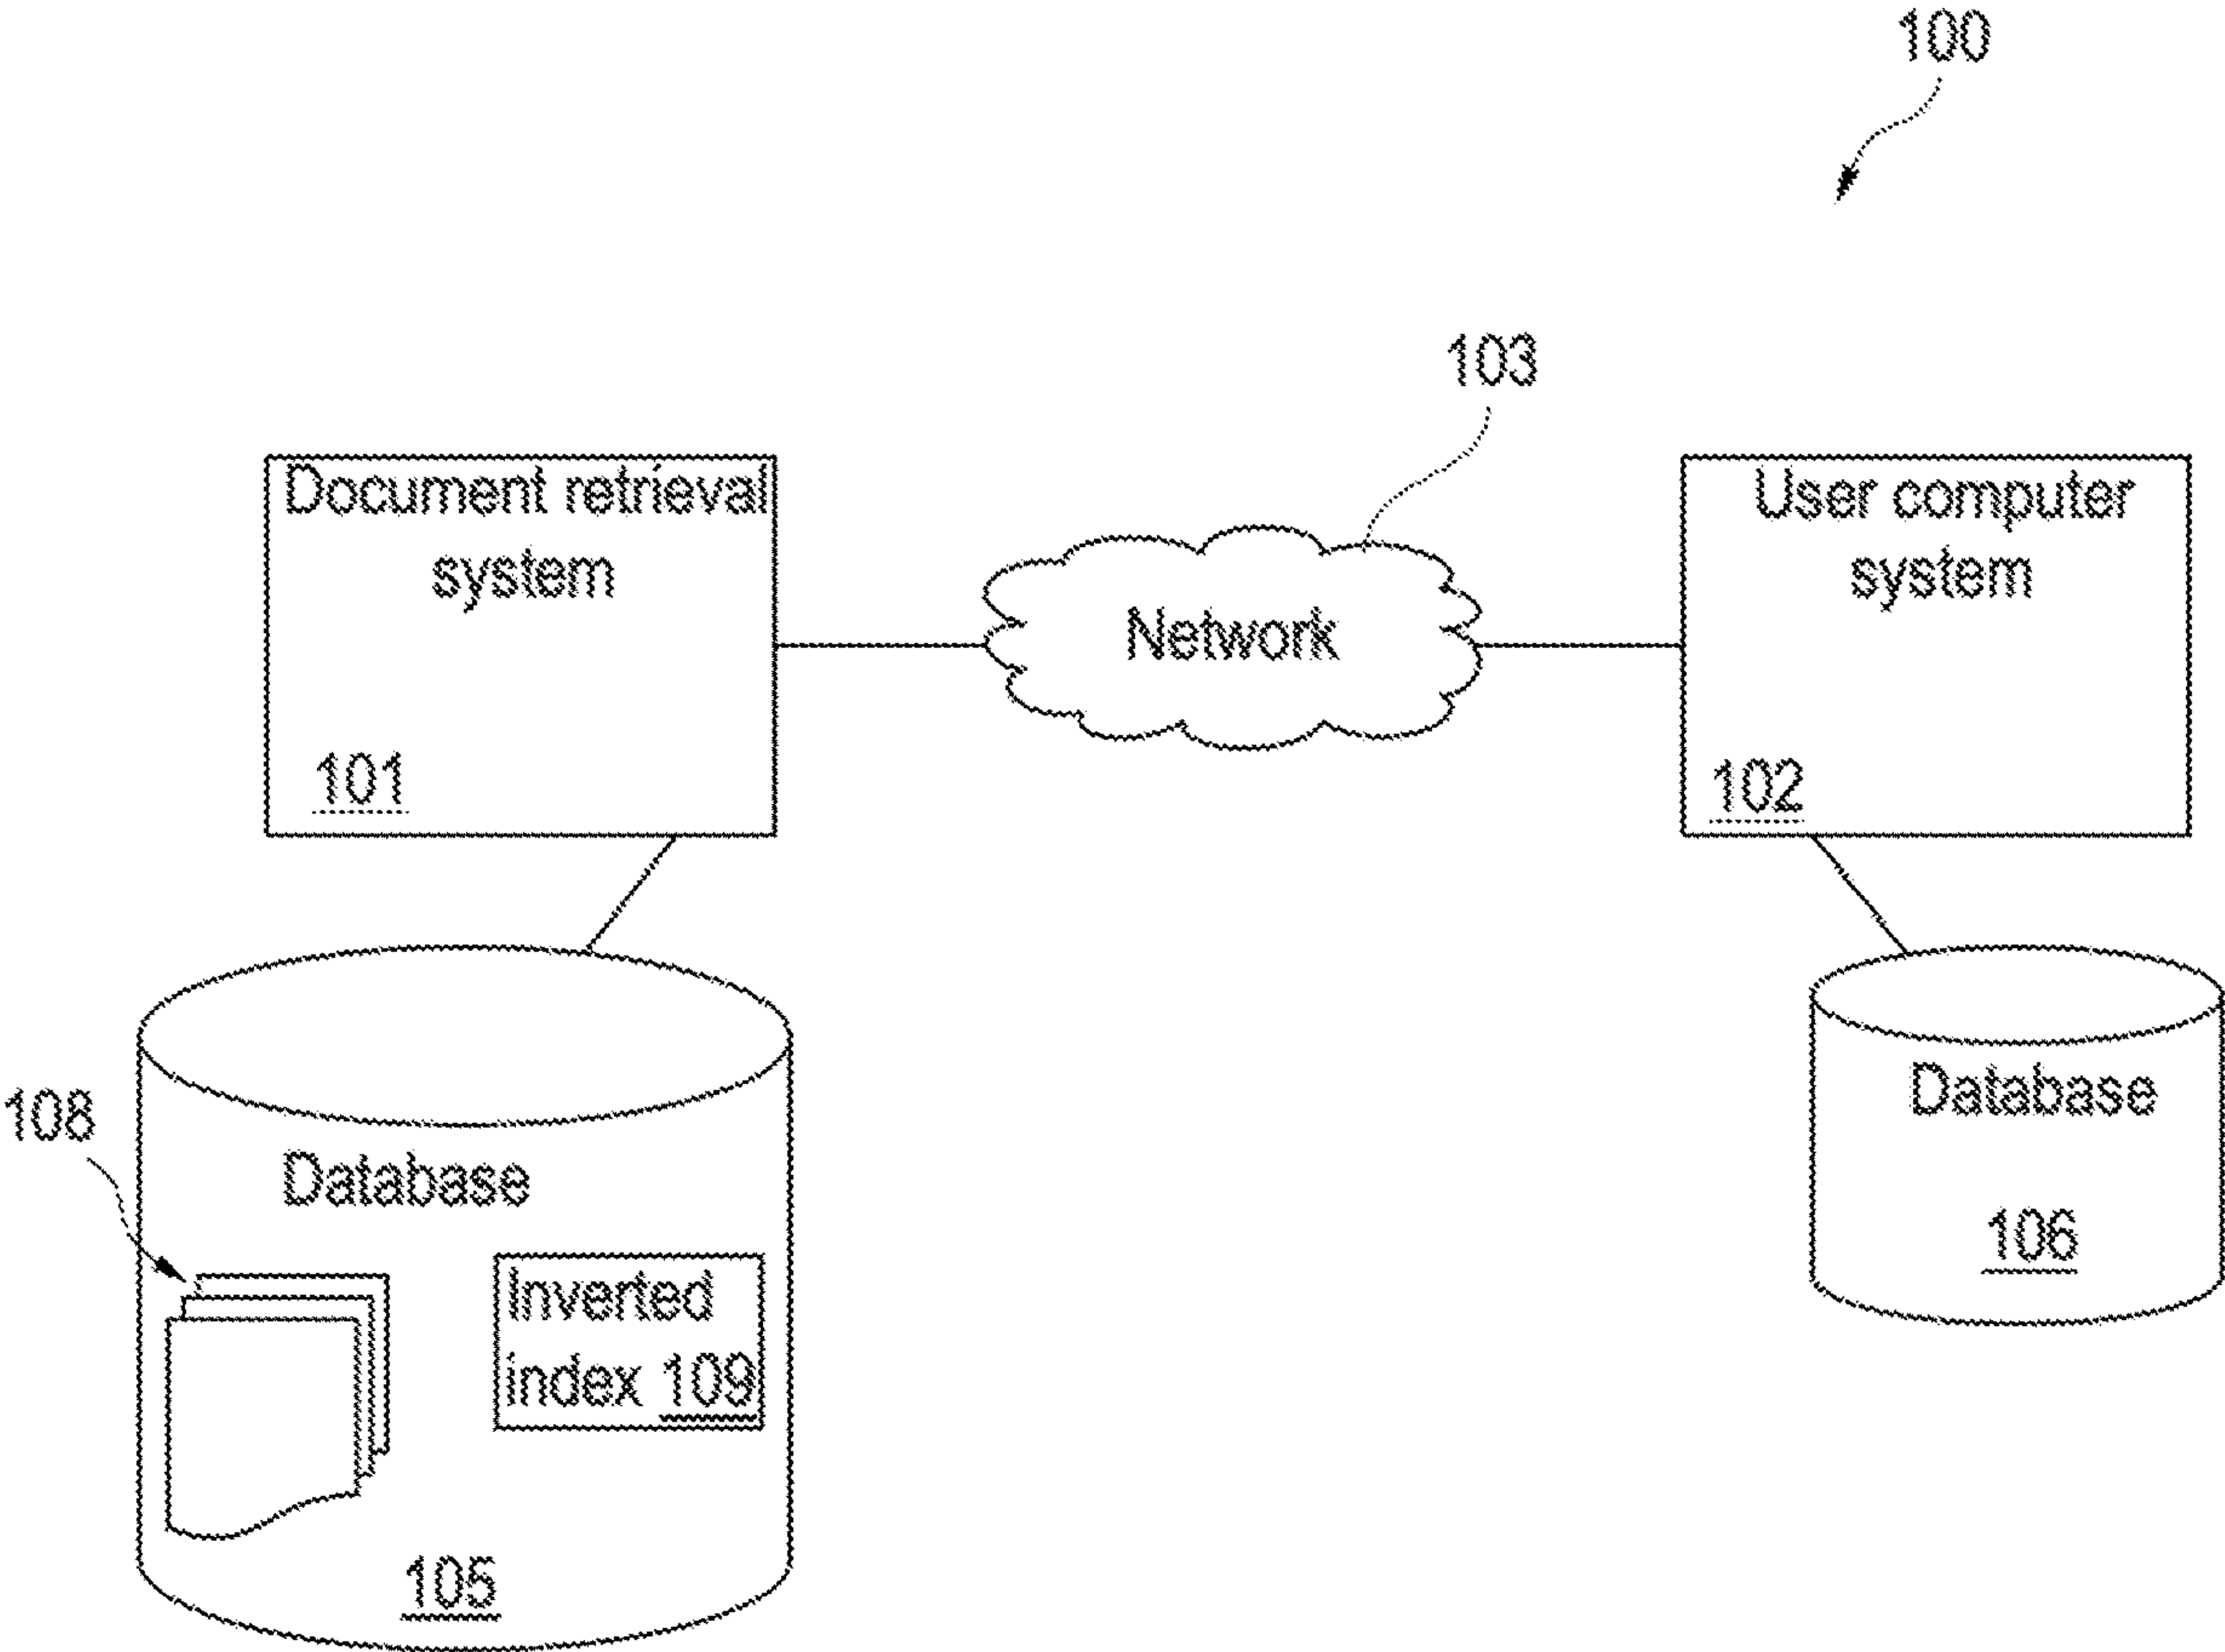 100
103
Document retrieval
system
101
Network
User computer
system
102
108
Database
Inverted
index 109
105
Database
106